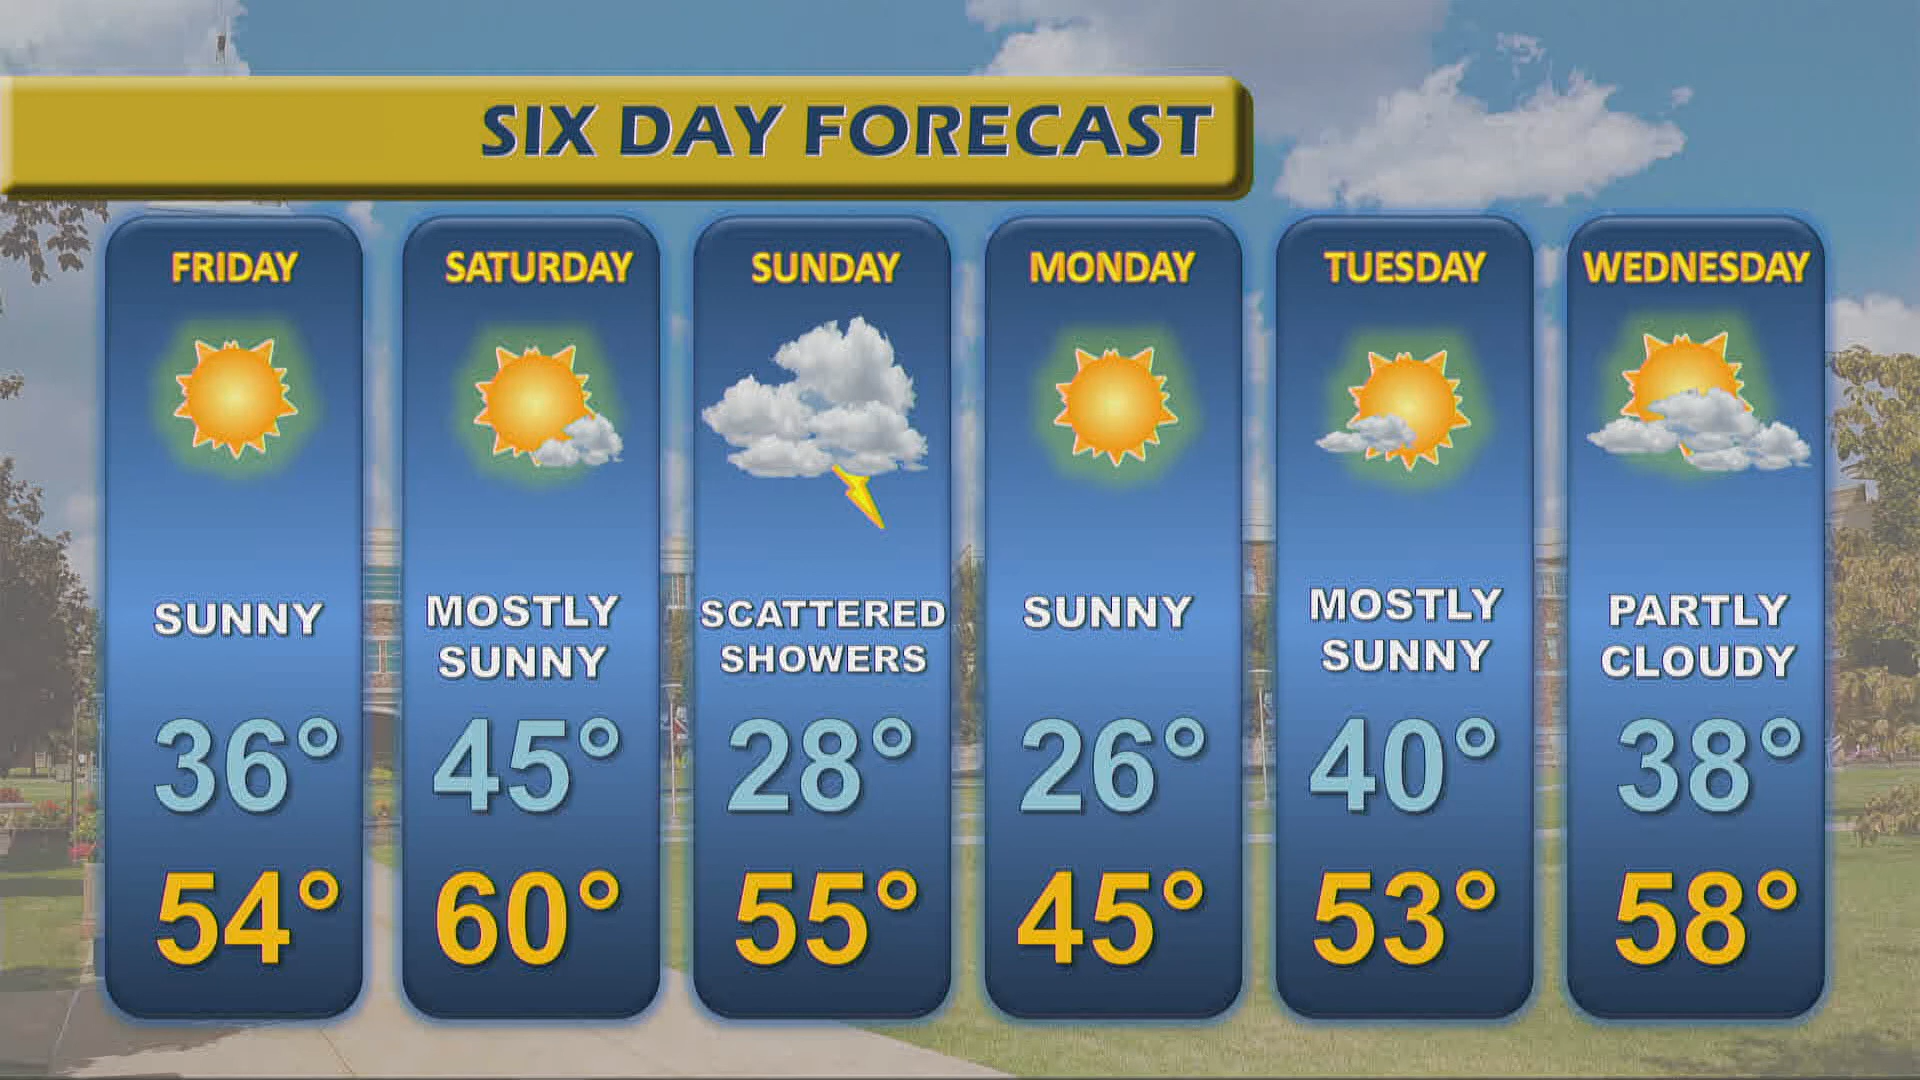 SIX DAY FORECAST
FRIDAY
SUNNY
36°
54°
SATURDAY
MOSTLY
SUNNY
45°
60°
SUNDAY
SCATTERED
SHOWERS
28°
55°
MONDAY
SUNNY
26°
45°
TUESDAY
MOSTLY
SUNNY
40°
53°
WEDNESDAY
PARTLY
CLOUDY
38°
58°